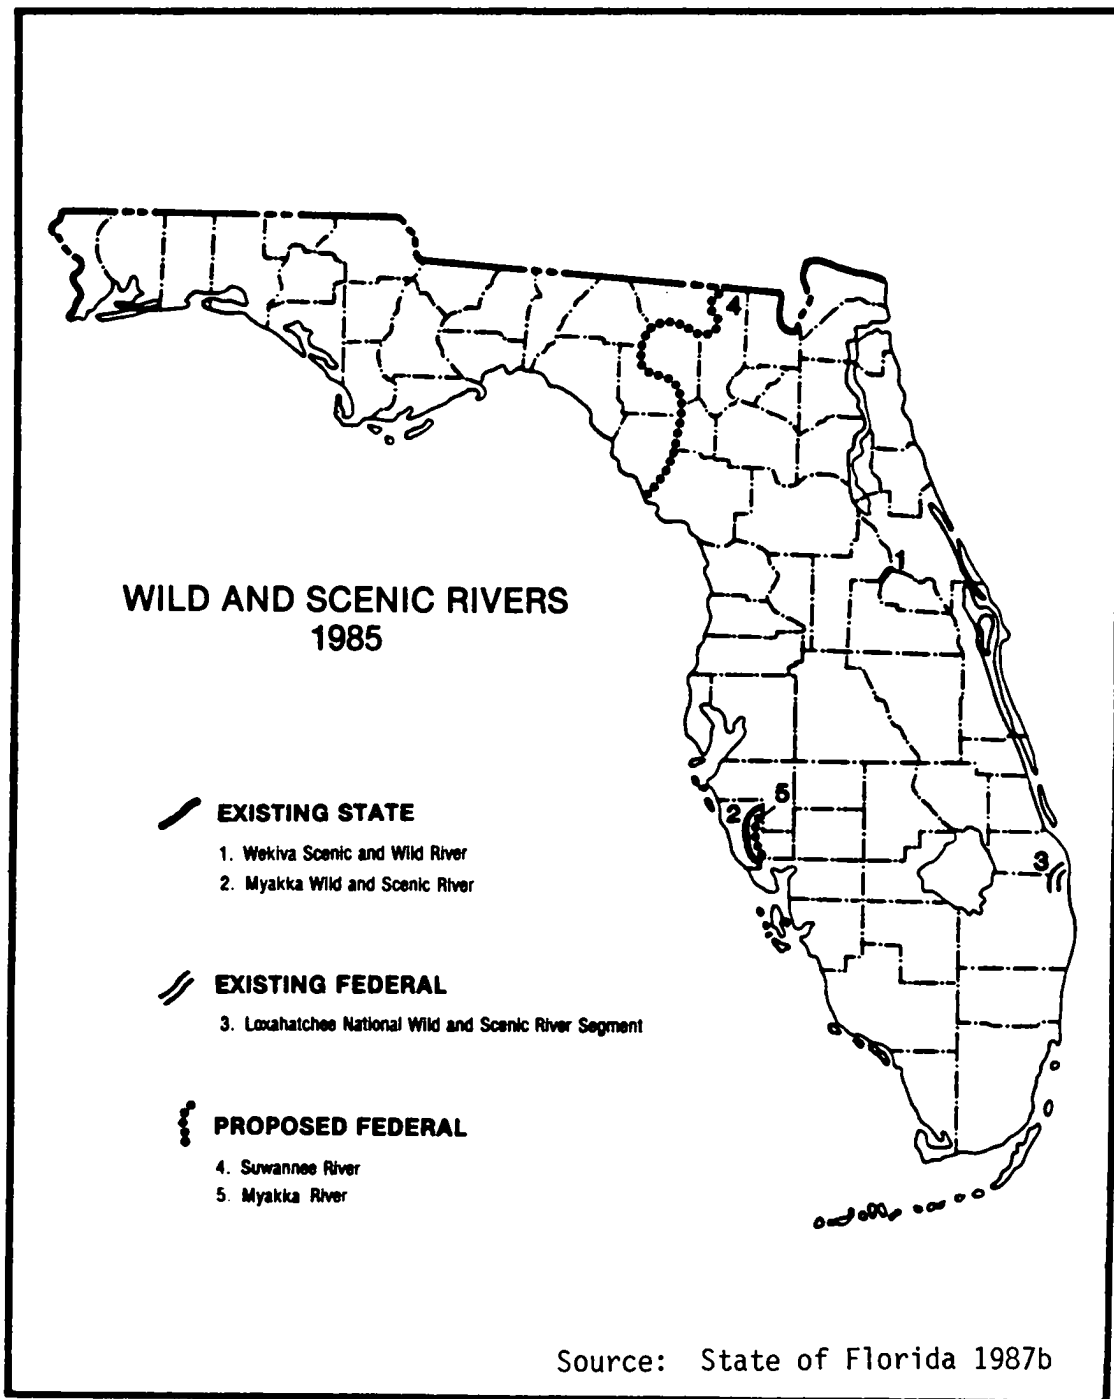 4
1
WILD AND SCENIC RIVERS
1985
5
2
3
EXISTING STATE
1. Wekiva Scenic and Wild River
2. Myakka Wild and Scenic River
EXISTING FEDERAL
3. Loxahatchee National Wild and Scenic River Segment
PROPOSED FEDERAL
4. Suwannee River
5. Myakka River
Source: State of Florida 1987b